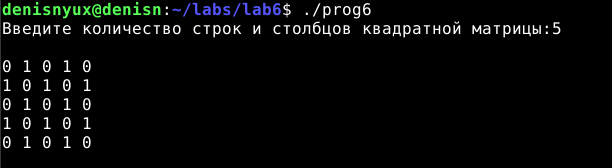 denisnyux@denisn:~/labs/lab6$ ./prog6
Введите количество строк и столбцов квадратной матрицы:5
0 1 0 1 0
1 0 1 0 1
0 1 0 1 0
1 0 1 0 1
0 1 0 1 0